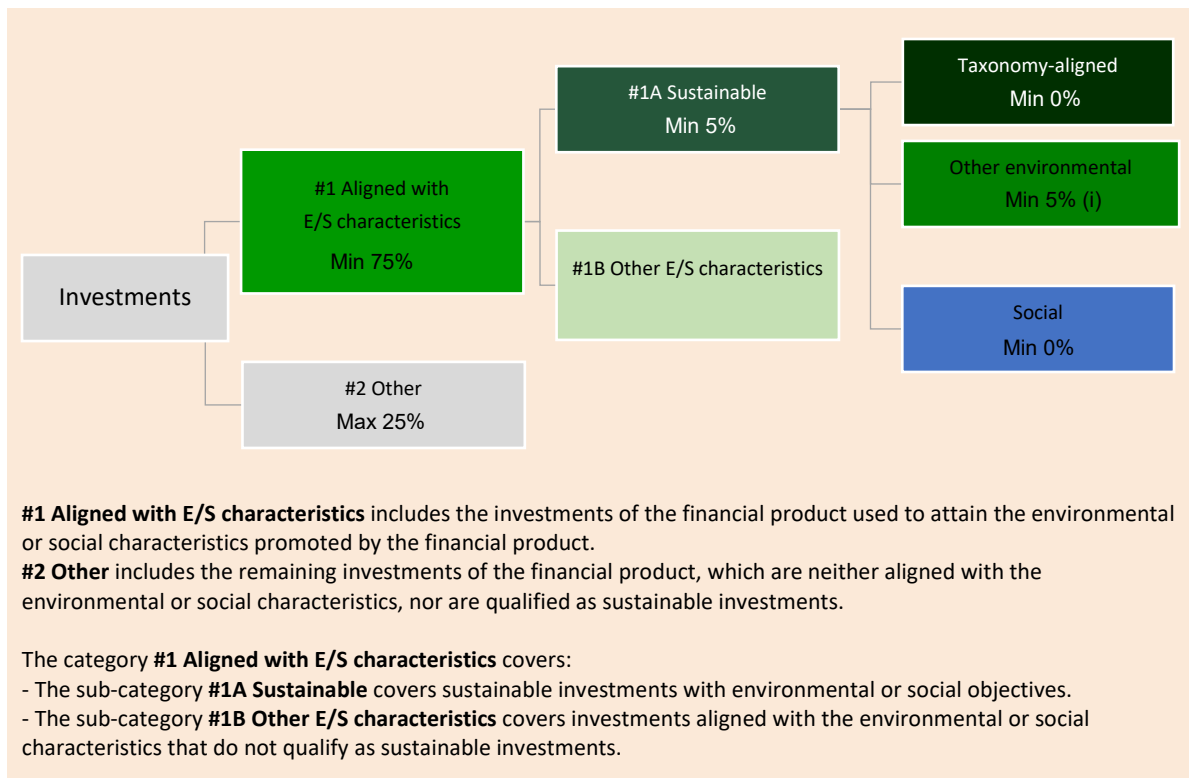 Investments
#1 Aligned with
E/S characteristics
Min 75%
#2 Other
Max 25%
#1A Sustainable
Min 5%
#1B Other E/S characteristics
Taxonomy-aligned
Min 0%
Other environmental
Min 5% (i)
Social
Min 0%
#1 Aligned with E/S characteristics includes the investments of the financial product used to attain the environmental
or social characteristics promoted by the financial product.
#2 Other includes the remaining investments of the financial product, which are neither aligned with the
environmental or social characteristics, nor are qualified as sustainable investments.
The category #1 Aligned with E/S characteristics covers:
- The sub-category #1A Sustainable covers sustainable investments with environmental or social objectives.
- The sub-category #1B Other E/S characteristics covers investments aligned with the environmental or social
characteristics that do not qualify as sustainable investments.